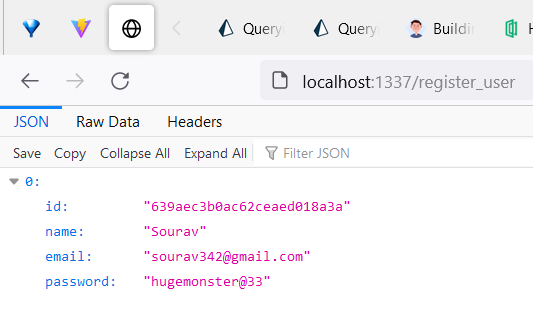 Query
Query
Buildin
localhost:1337/register_user
JSON Raw Data Headers
Save Copy Collapse All Expand All Filter JSON
0:
id: "639aec3b0ac62ceaed018a3a"
name: "Sourav"
email: "sourav342@gmail.com"
password: "hugemonster@33"